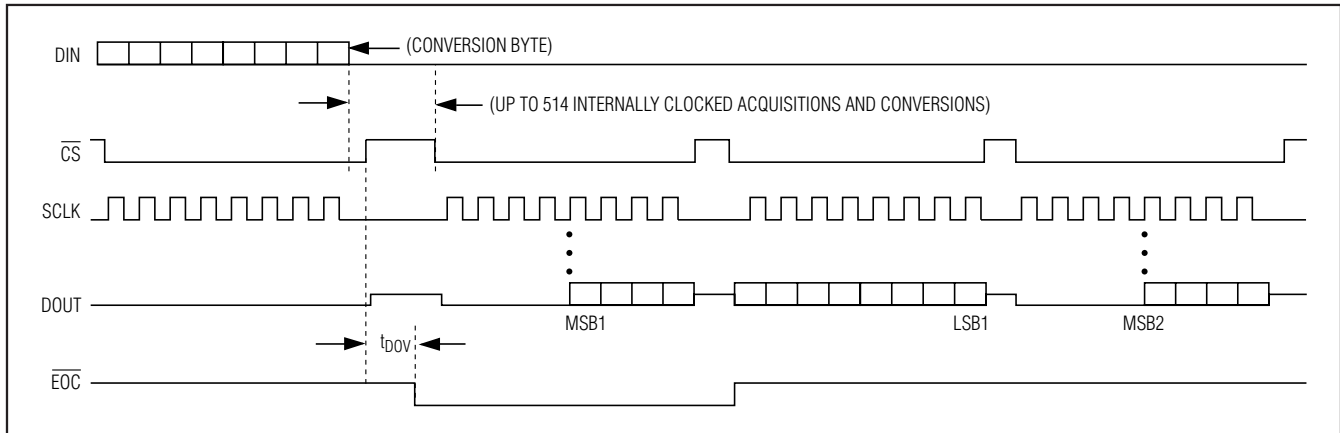 DIN
(CONVERSION BYTE)
(UP TO 514 INTERNALLY CLOCKED ACQUISITIONS AND CONVERSIONS)
CS
SCLK
DOUT
MSB1
LSB1
MSB2
tDOV
EOC